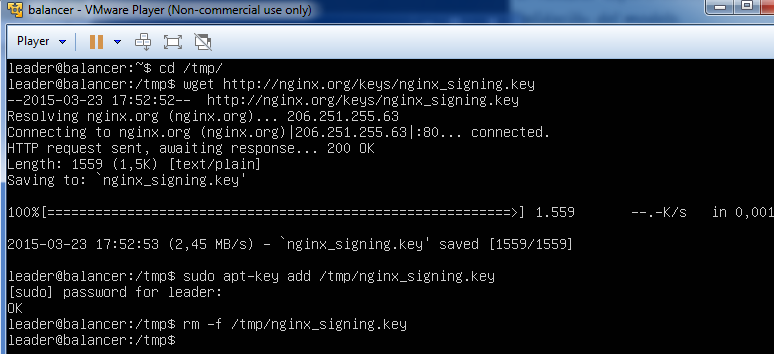 balancer - VMware Player (Non-commercial use only)
Player
leader@balancer:~$ cd /tmp/
leader@balancer:/tmp$ wget http://nginx.org/keys/nginx_signing.key
--2015-03-23 17:52:52--  http://nginx.org/keys/nginx_signing.key
Resolving nginx.org (nginx.org)... 206.251.255.63
Connecting to nginx.org (nginx.org)|206.251.255.63|:80... connected.
HTTP request sent, awaiting response... 200 OK
Length: 1559 (1,5K) [text/plain]
Saving to: `nginx_signing.key'
100%[==========================================================>] 1.559       --.-K/s   in 0,001
2015-03-23 17:52:53 (2,45 MB/s) - `nginx_signing.key' saved [1559/1559]
leader@balancer:/tmp$ sudo apt-key add /tmp/nginx_signing.key
[sudo] password for leader:
OK
leader@balancer:/tmp$ rm -f /tmp/nginx_signing.key
leader@balancer:/tmp$